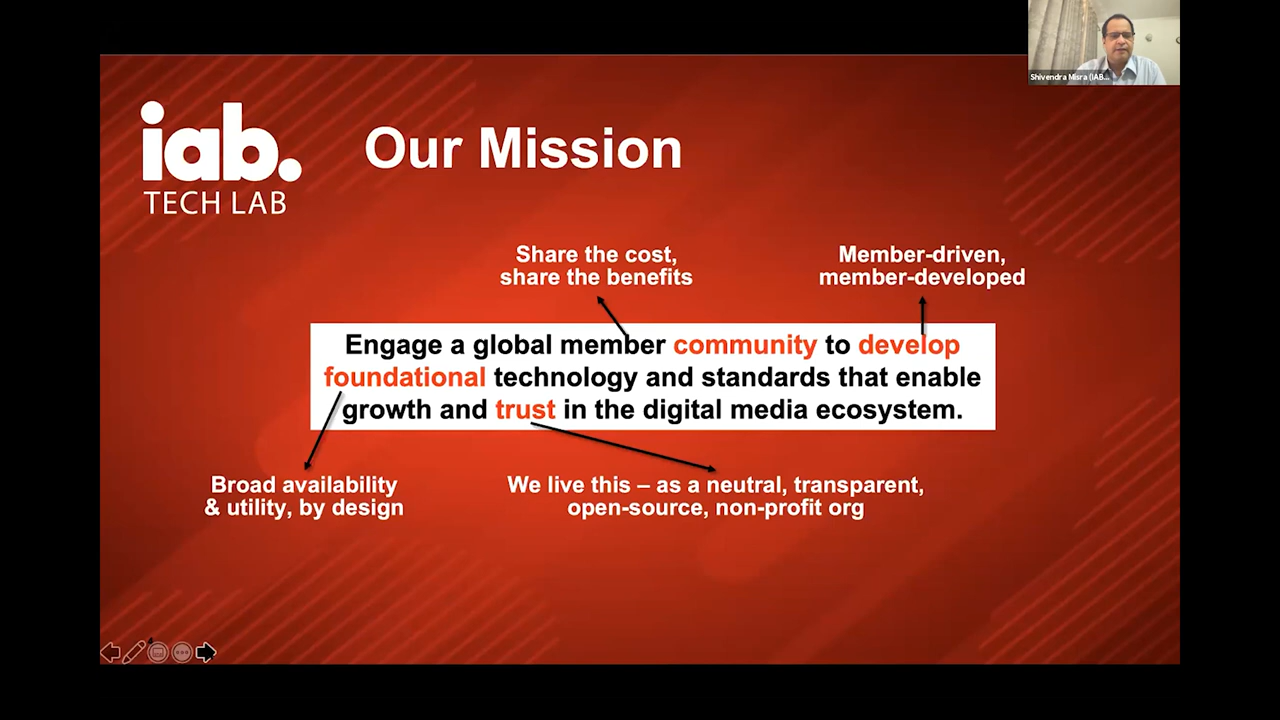 Shivendra Misra (IAB...
iab.
TECH LAB
Our Mission
Share the cost,
share the benefits
Member-driven,
member-developed
Engage a global member community to develop
foundational technology and standards that enable
growth and trust in the digital media ecosystem.
Broad availability
& utility, by design
We live this – as a neutral, transparent,
open-source, non-profit org